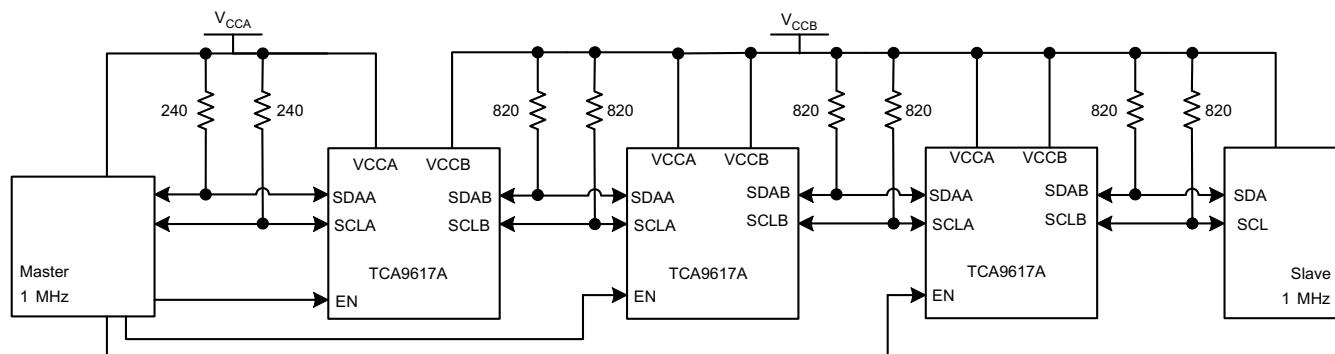 VCCA
VCCB
240
240
820
820
820
820
820
820
VCCA
VCCB
VCCA
VCCB
VCCA
VCCB
SDAA
SDAB
SDAA
SDAB
SDAA
SDAB
SDA
SCLA
SCLB
SCLA
SCLB
SCLA
SCLB
SCL
Master
1 MHz
TCA9617A
TCA9617A
TCA9617A
Slave
1 MHz
EN
EN
EN